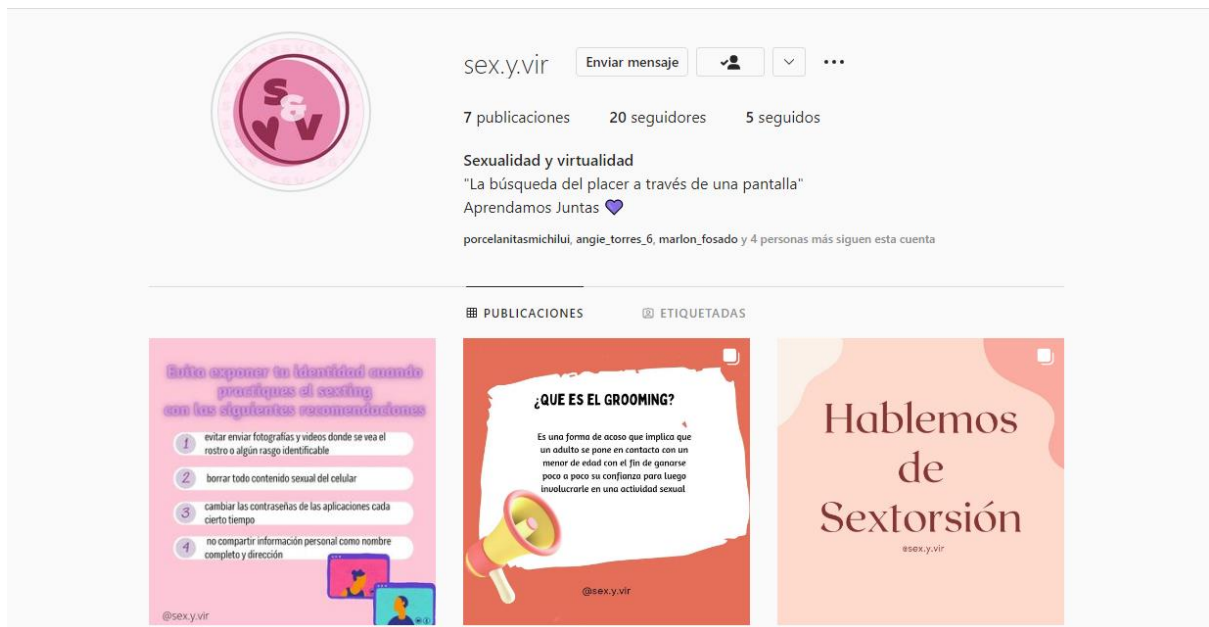 S
&
V
sex.y.vir Enviar mensaje
7 publicaciones 20 seguidores 5 seguidos
Sexualidad y virtualidad
"La búsqueda del placer a través de una pantalla"
Aprendamos Juntas 💜
porcelanitasmichilui, angie_torres_6, marlon_fosado y 4 personas más siguen esta cuenta
PUBLICACIONES ETIQUETADAS
Evita exponer tu identidad cuando
practiques el sexting
con las siguientes recomendaciones
1 evitar enviar fotografías y videos donde se vea el
rostro o algún rasgo identificable
2 borrar todo contenido sexual del celular
3 cambiar las contraseñas de las aplicaciones cada
cierto tiempo
4 no compartir información personal como nombre
completo y dirección
@sex.y.vir
¿QUE ES EL GROOMING?
Es una forma de acoso que implica que
un adulto se pone en contacto con un
menor de edad con el fin de ganarse
poco a poco su confianza para luego
involucrarle en una actividad sexual
@sex.y.vir
Hablemos
de
Sextorsión
@sex.y.vir